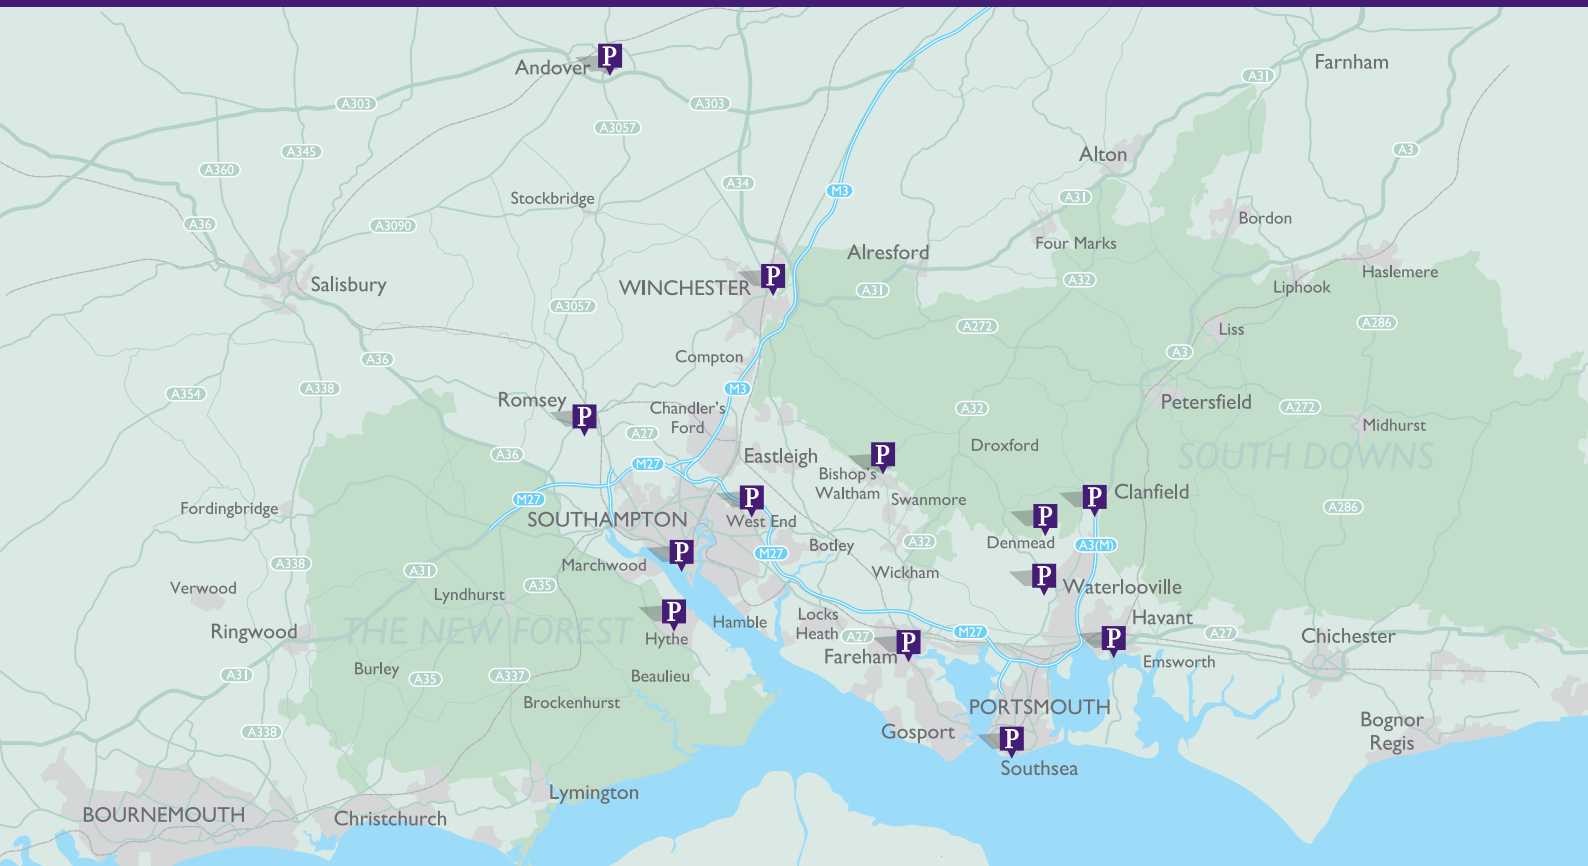 P
Andover
Farnham
A31
A303
A303
A3057
A345
A3
Alton
A360
A34
M3
A31
Stockbridge
A36
A3090
Bordon
Four Marks
Alresford
Haslemere
P
A32
Salisbury
WINCHESTER
A31
Liphook
A3057
A272
A286
Liss
Compton
A36
A3
A338
M3
A354
Romsey
P
Chandler's
Ford
A32
Petersfield
A272
Midhurst
A27
Droxford
A36
M27
Eastleigh
P
Bishop's
Waltham
SOUTH DOWNS
M27
P
West End
Swanmore
P
Clanfield
Fordingbridge
SOUTHAMPTON
P
Denmead
A286
Botley
A32
A3(M)
P
M27
Marchwood
A338
A31
A35
Wickham
P
Waterlooville
Verwood
Lyndhurst
P
Hythe
Hamble
Locks
Heath
A27
P
Fareham
M27
P
Havant
A27
Chichester
Ringwood
THE NEW FOREST
Emsworth
A31
Burley
A35
A337
Beaulieu
Brockenhurst
PORTSMOUTH
A338
Gosport
P
Southsea
Bognor
Regis
Lymington
BOURNEMOUTH
Christchurch